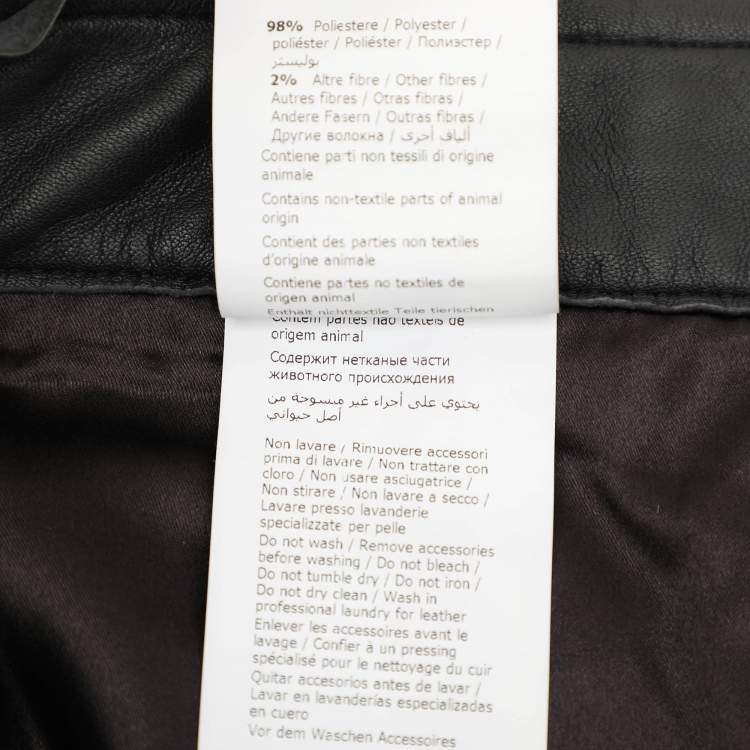 98% Poliestere / Polyester /
poliéster / Poliéster / Полиэстер /
بوليستر
2% Altre fibre / Other fibres /
Autres fibres / Otras fibras /
Andere Fasern / Outras fibras /
Другие волокна / ألياف أخرى
Contiene parti non tessili di origine
animale
Contains non-textile parts of animal
origin
Contient des parties non textiles
d'origine animale
Contiene partes no textiles de
origen animal
Enthält nichttextile Teile tierischen
Contém partes não têxteis de
origem animal
Содержит нетканые части
животного происхождения
يحتوي على أجزاء غير منسوجة من
أصل حيواني
Non lavare / Rimuovere accessori
prima di lavare / Non trattare con
cloro / Non usare asciugatrice /
Non stirare / Non lavare a secco /
Lavare presso lavanderie
specializzate per pelle
Do not wash / Remove accessories
before washing / Do not bleach /
Do not tumble dry / Do not iron /
Do not dry clean / Wash in
professional laundry for leather
Enlever les accessoires avant le
lavage / Confier à un pressing
spécialisé pour le nettoyage du cuir
Quitar accesorios antes de lavar /
Lavar en lavanderías especializadas
en cuero
Vor dem Waschen Accessoires